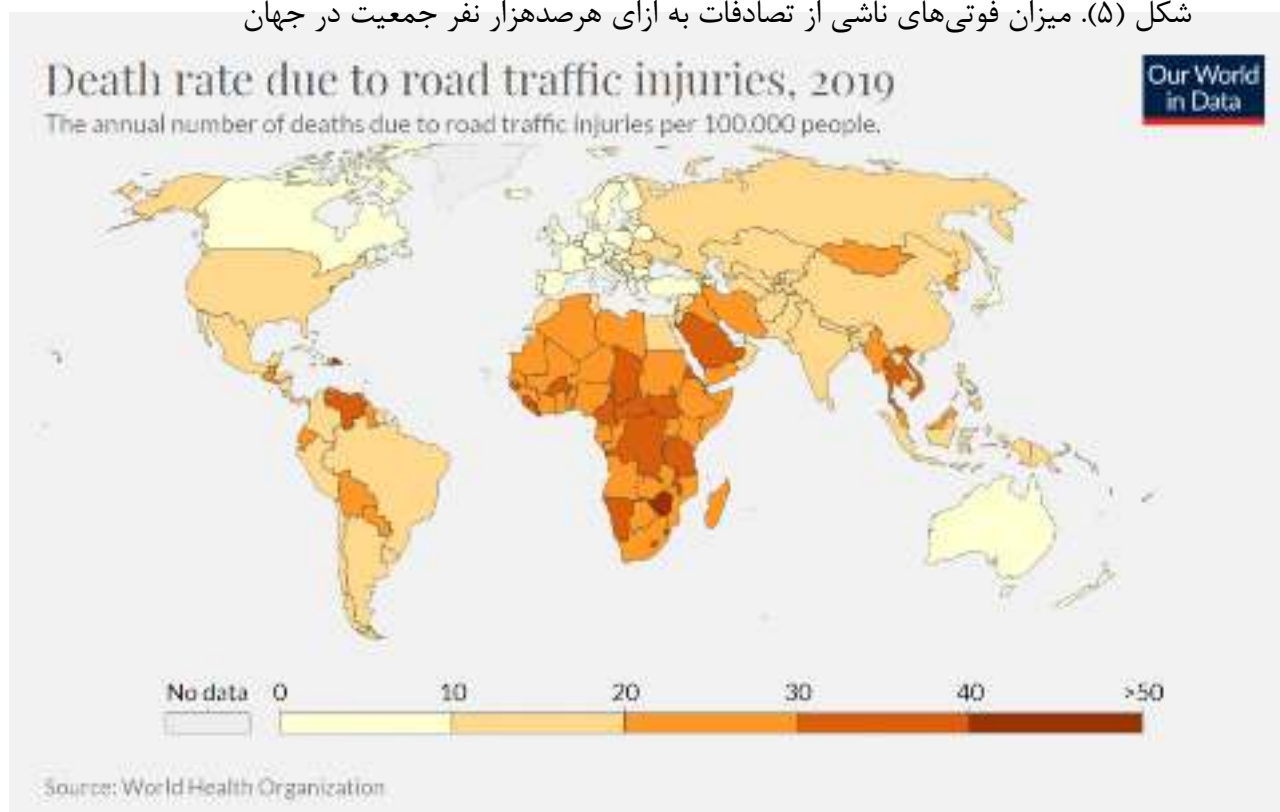 شکل (۵). میزان فوتی‌های ناشی از تصادفات به ازای هرصدهزار نفر جمعیت در جهان
Death rate due to road traffic injuries, 2019
Our World
in Data
The annual number of deaths due to road traffic injuries per 100,000 people.
No data 0 10 20 30 40 >50
Source: World Health Organization